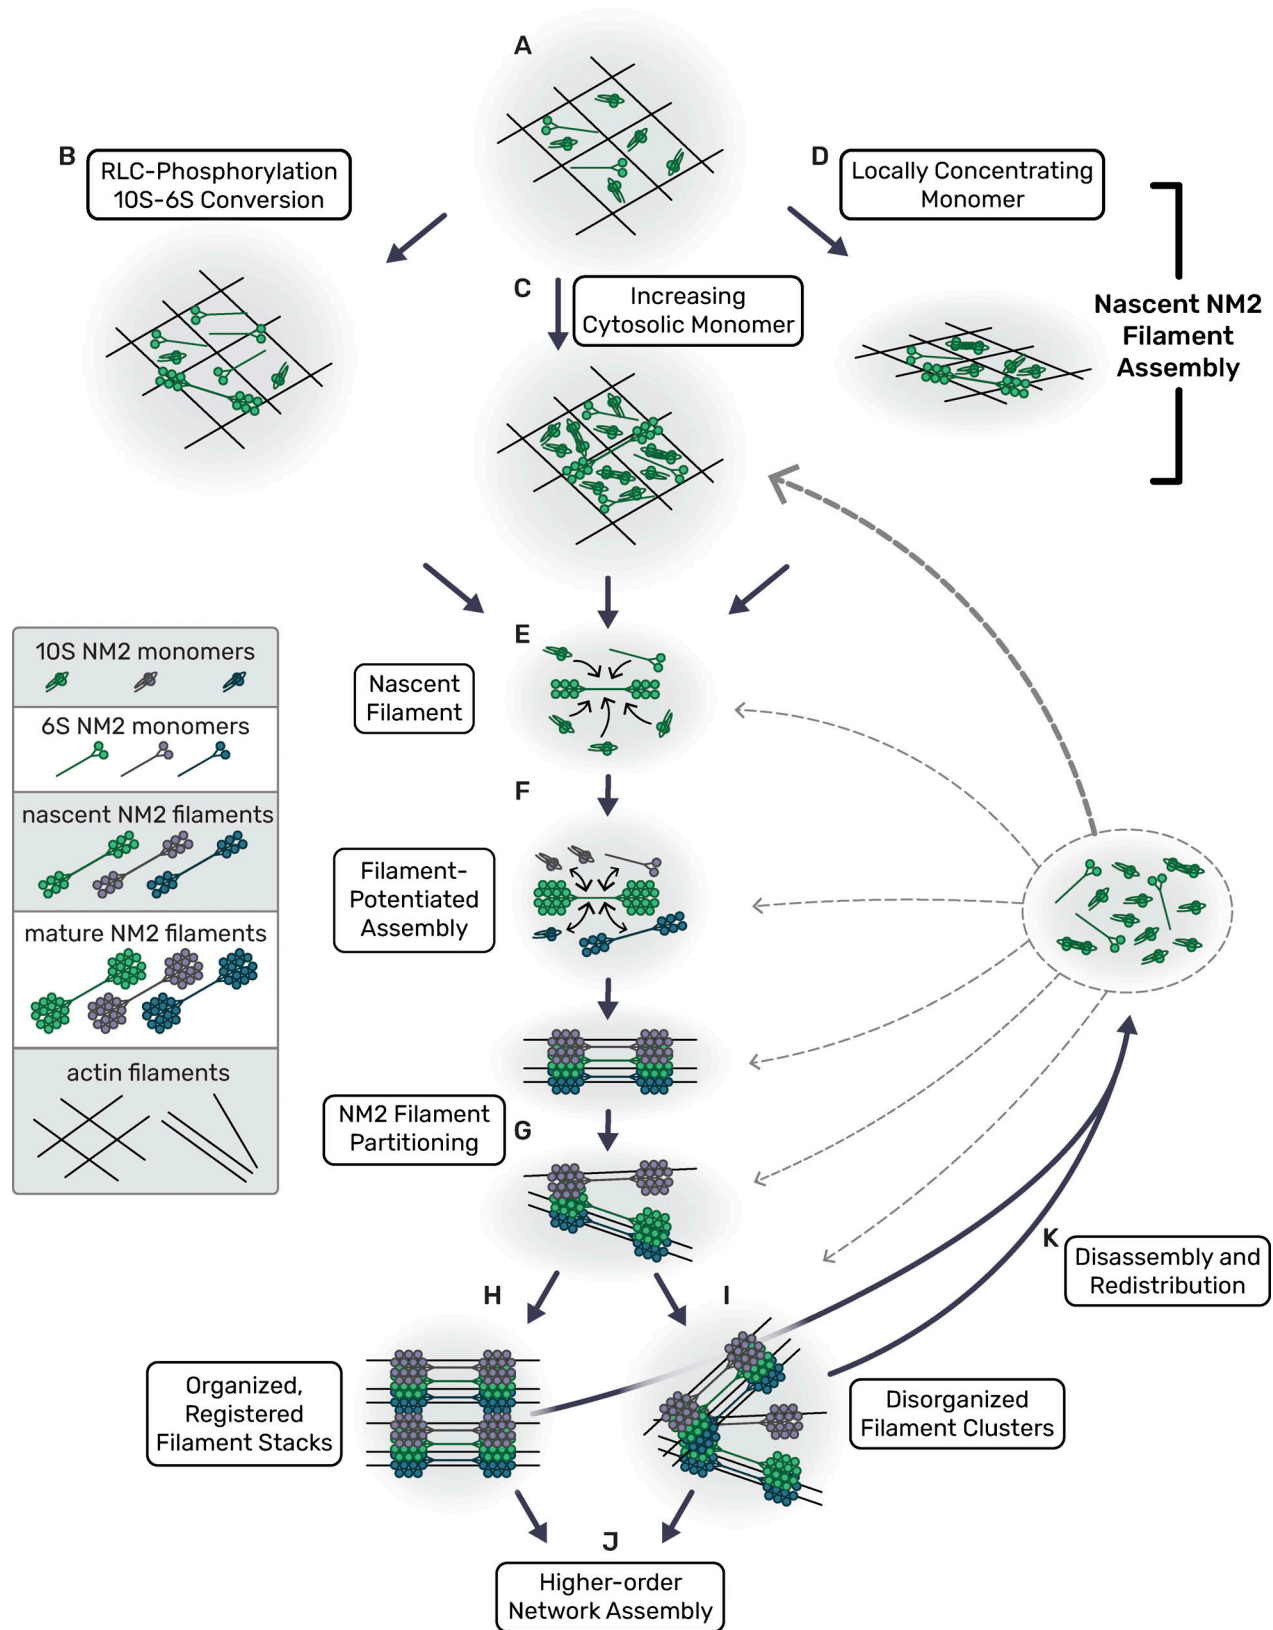 A
B
RLC-Phosphorylation
10S-6S Conversion
D
Locally Concentrating
Monomer
C
Increasing
Cytosolic Monomer
Nascent NM2
Filament
Assembly
E
Nascent
Filament
10S NM2 monomers
6S NM2 monomers
nascent NM2 filaments
mature NM2 filaments
actin filaments
F
Filament-
Potentiated
Assembly
NM2 Filament
Partitioning
G
H
Organized,
Registered
Filament Stacks
I
Disorganized
Filament Clusters
K
Disassembly and
Redistribution
J
Higher-order
Network Assembly